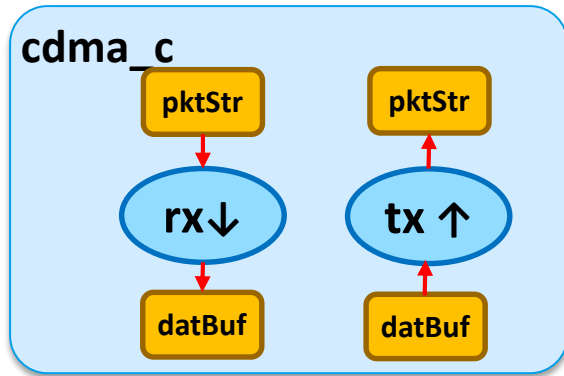 cdma_c
pktStr
pktStr
rx↓
tx ↑
datBuf
datBuf